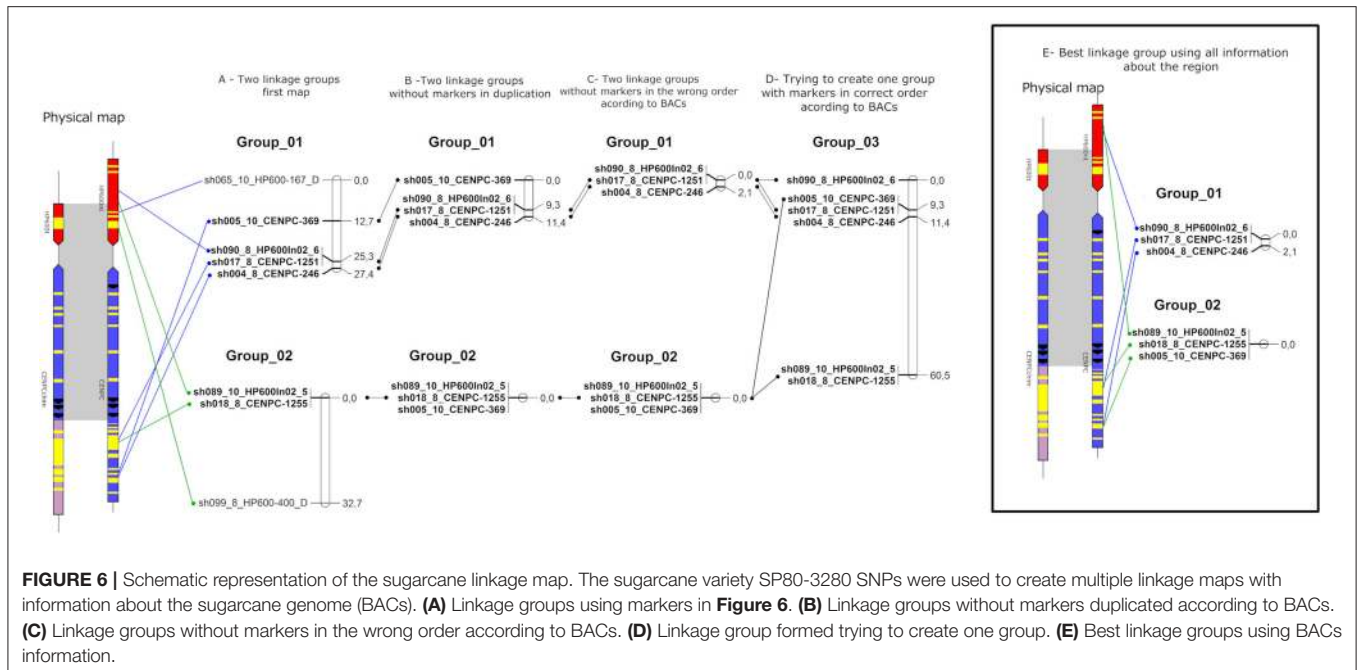 A - Two linkage groups
first map
B -Two linkage groups
without markers in duplication
C- Two linkage groups
without markers in the wrong order
acording to BACs
D- Trying to create one group
with markers in correct order
acording to BACs
E- Best linkage group using all information
about the region
Physical map
Group_01
sh065_10_HP600-167_D 0,0
sh005_10_CENPC-369 12,7
sh090_8_HP600In02_6 25,3
sh017_8_CENPC-1251
sh004_8_CENPC-246 27,4
Group_02
sh089_10_HP600In02_5 0,0
sh018_8_CENPC-1255
sh099_8_HP600-400_D 32,7
Group_01
sh005_10_CENPC-369 0,0
sh090_8_HP600In02_6
sh017_8_CENPC-1251 9,3
sh004_8_CENPC-246 11,4
Group_02
sh089_10_HP600In02_5
sh018_8_CENPC-1255 0,0
sh005_10_CENPC-369
Group_01
sh090_8_HP600In02_6 0,0
sh017_8_CENPC-1251
sh004_8_CENPC-246 2,1
Group_02
sh089_10_HP600In02_5
sh018_8_CENPC-1255 0,0
sh005_10_CENPC-369
Group_03
sh090_8_HP600In02_6 0,0
sh005_10_CENPC-369
sh017_8_CENPC-1251 9,3
sh004_8_CENPC-246 11,4
sh089_10_HP600In02_5 60,5
sh018_8_CENPC-1255
Physical map
CENPC
Group_01
sh090_8_HP600In02_6 0,0
sh017_8_CENPC-1251
sh004_8_CENPC-246 2,1
Group_02
sh089_10_HP600In02_5
sh018_8_CENPC-1255 0,0
sh005_10_CENPC-369
CENPC
FIGURE 6 | Schematic representation of the sugarcane linkage map. The sugarcane variety SP80-3280 SNPs were used to create multiple linkage maps with
information about the sugarcane genome (BACs). (A) Linkage groups using markers in Figure 6. (B) Linkage groups without markers duplicated according to BACs.
(C) Linkage groups without markers in the wrong order according to BACs. (D) Linkage group formed trying to create one group. (E) Best linkage groups using BACs
information.